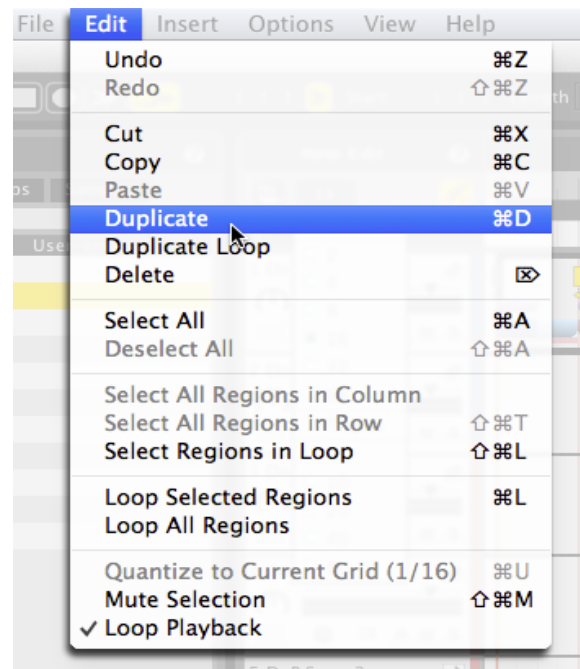 File Edit Insert Options View Help
Undo ⌘Z
Redo ⇧⌘Z
Cut ⌘X
Copy ⌘C
Paste ⌘V
Duplicate ⌘D
Duplicate Loop
Delete ⌦
Select All ⌘A
Deselect All ⇧⌘A
Select All Regions in Column
Select All Regions in Row ⇧⌘T
Select Regions in Loop ⇧⌘L
Loop Selected Regions ⌘L
Loop All Regions
Quantize to Current Grid (1/16) ⌘U
Mute Selection ⇧⌘M
✓ Loop Playback